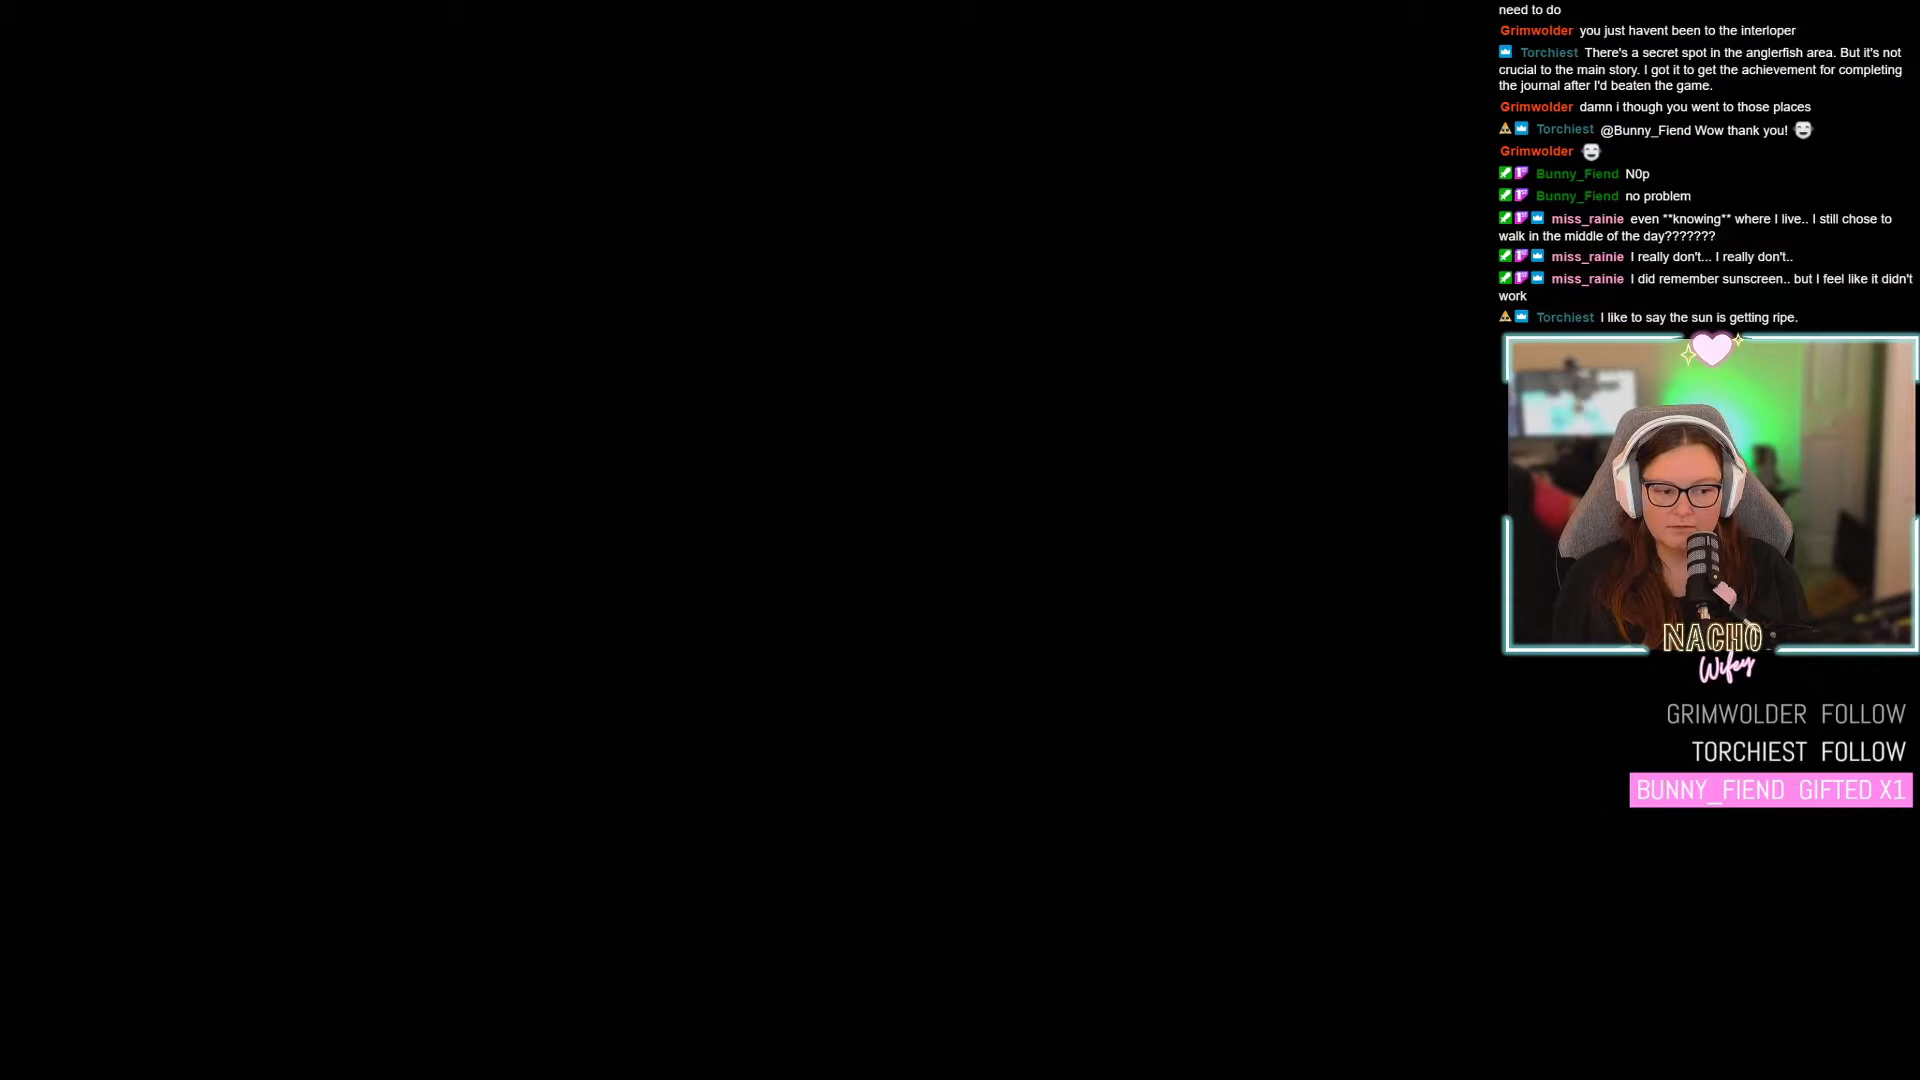 need to do
Grimwolder you just havent been to the interloper
Torchiest There's a secret spot in the anglerfish area. But it's not
crucial to the main story. I got it to get the achievement for completing
the journal after I'd beaten the game.
Grimwolder damn i though you went to those places
Torchiest @Bunny_Fiend Wow thank you!
Grimwolder
Bunny_Fiend N0p
Bunny_Fiend no problem
miss_rainie even **knowing** where I live.. I still chose to
walk in the middle of the day???????
miss_rainie I really don't... I really don't..
miss_rainie I did remember sunscreen.. but I feel like it didn't
work
Torchiest I like to say the sun is getting ripe.
NACHO
Wifey
GRIMWOLDER FOLLOW
TORCHIEST FOLLOW
BUNNY_FIEND GIFTED X1